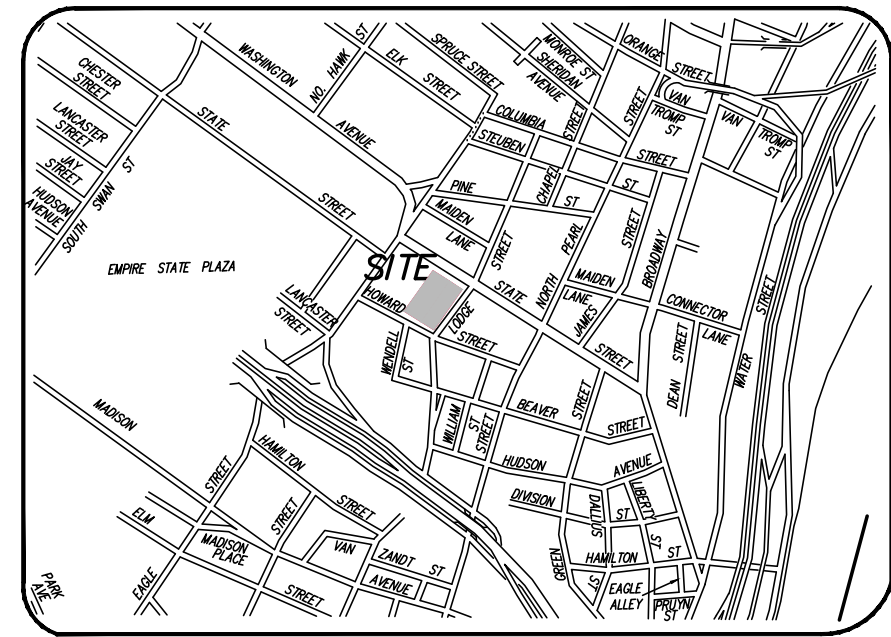 CHESTER
STREET
WASHINGTON
AVENUE
NO. HAWK ST
ELK
STREET
SPRUCE STREET
MONROE ST
SHERIDAN
AVENUE
ORANGE
STREET
LANCASTER
STREET
JAY
STREET
HUDSON
AVENUE
SOUTH SWAN ST
STATE
STREET
COLUMBIA
STREET
STEUBEN
STREET
STREET
VAN
TROMP
ST
VAN
TROMP
ST
PINE
ST
CHAPEL
ST
MAIDEN
LANE
STREET
NORTH PEARL
STREET
BROADWAY
EMPIRE STATE PLAZA
SITE
HOWARD
STREET
LODGE
STATE
STREET
MAIDEN
LANE
JAMES
CONNECTOR
LANE
WATER STREET
DEAN STREET
LANCASTER
STREET
WENDELL
ST
WILLIAM
ST
STREET
BEAVER
STREET
STREET
HUDSON
AVENUE
DIVISION
ST
DALLIUS
ST
LIBERTY
ST
GREEN
HAMILTON
ST
EAGLE
ALLEY
PRUYN
ST
MADISON
HAMILTON
STREET
STREET
STREET
ELM
STREET
MADISON
PLACE
VAN
ZANDT
ST
AVENUE
EAGLE
PARK
AVE